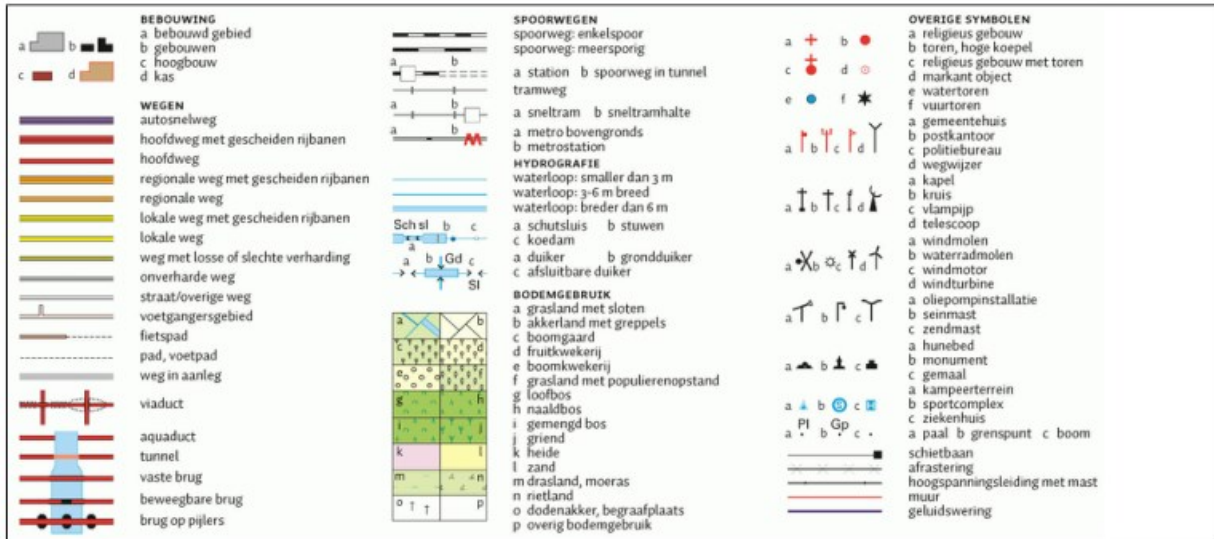 BEBOUWING
a bebouwd gebied
a b
b gebouwen
c hoogbouw
c d
d kas
WEGEN
autosnelweg
hoofdweg met gescheiden rijbanen
hoofdweg
regionale weg met gescheiden rijbanen
regionale weg
lokale weg met gescheiden rijbanen
lokale weg
weg met losse of slechte verharding
onverharde weg
straat/overige weg
voetgangersgebied
fietspad
pad, voetpad
weg in aanleg
viaduct
aquaduct
tunnel
vaste brug
beweegbare brug
brug op pijlers
SPOORWEGEN
spoorweg: enkelspoor
spoorweg: meersporig
a b
a station b spoorweg in tunnel
tramweg
a b
a sneltram b sneltramhalte
a b
a metro bovengronds
b metrostation
HYDROGRAFIE
waterloop: smaller dan 3 m
waterloop: 3-6 m breed
waterloop: breder dan 6 m
Sch sl b c
a
a schutsluis b stuwen
c koedam
a b Gd c
Sl
a duiker b grondduiker
c afsluitbare duiker
BODEMGEBRUIK
a b
c d
e f
g h
i j
k l
m n
o p
a grasland met sloten
b akkerland met greppels
c boomgaard
d fruitkwekerij
e boomkwekerij
f grasland met populierenopstand
g loofbos
h naaldbos
i gemengd bos
j griend
k heide
l zand
m drasland, moeras
n rietland
o dodenakker, begraafplaats
p overig bodemgebruik
OVERIGE SYMBOLEN
a b
c d
e f
a religieus gebouw
b toren, hoge koepel
c religieus gebouw met toren
d markant object
e watertoren
f vuurtoren
a b c d
a gemeentehuis
b postkantoor
c politiebureau
d wegwijzer
a b c d
a kapel
b kruis
c vlampijp
d telescoop
a b c d
a windmolen
b waterradmolen
c windmotor
d windturbine
a b c
a oliepompinstallatie
b seinmast
c zendmast
a b c
a hunebed
b monument
c gemaal
a b S c H
a kampeerterrein
b sportcomplex
c ziekenhuis
Pl Gp
a b c
a paal b grenspunt c boom
schietbaan
afrastering
hoogspanningsleiding met mast
muur
geluidswering